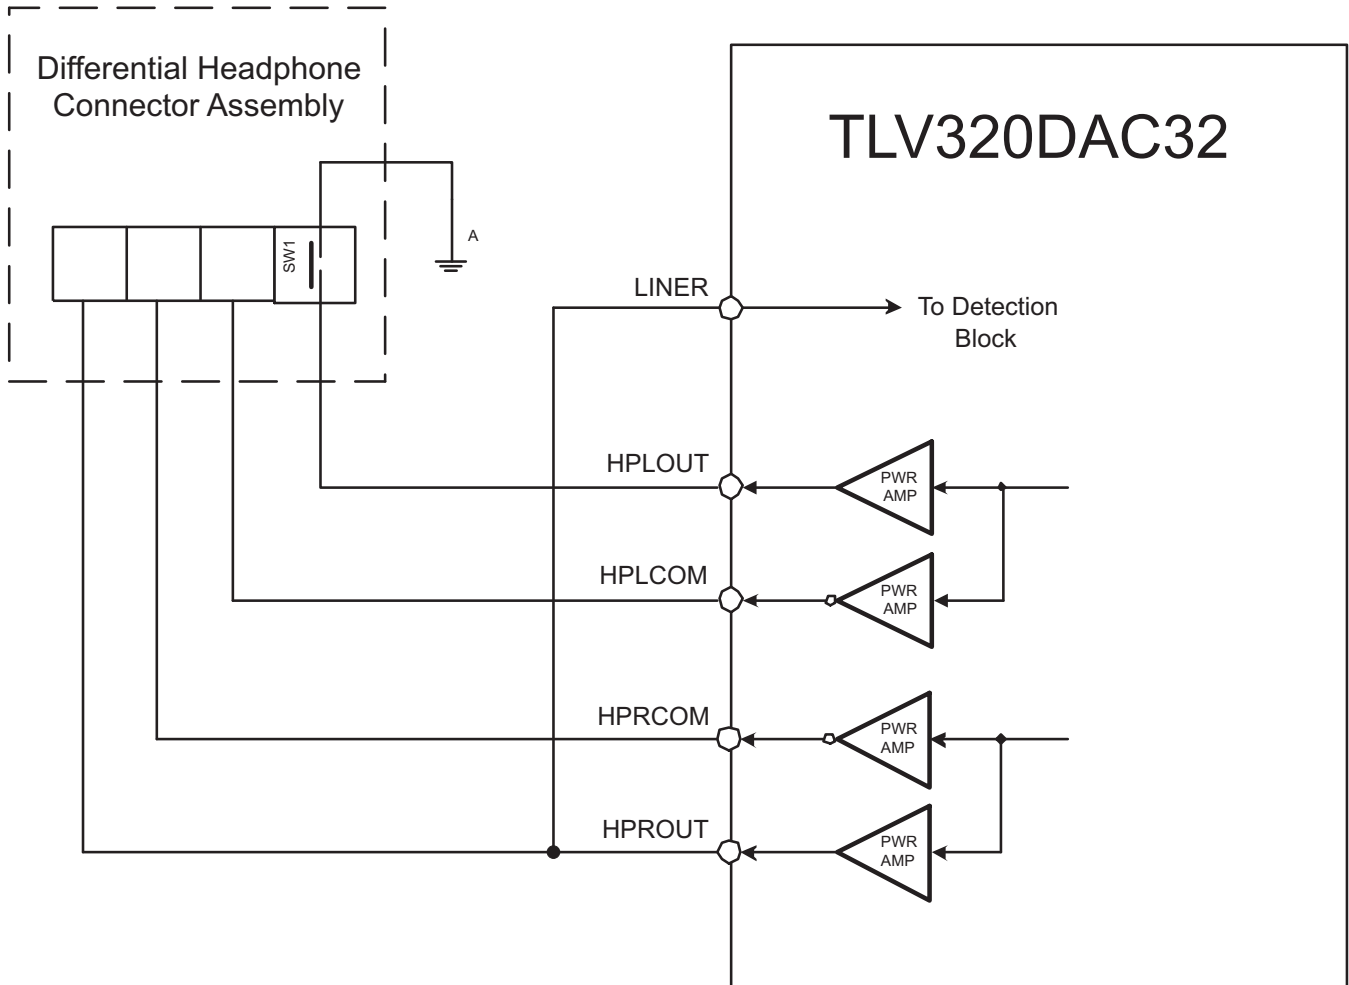 Differential Headphone
Connector Assembly
TLV320DAC32
A
SW1
LINER
To Detection
Block
HPLOUT
PWR
AMP
HPLCOM
PWR
AMP
HPRCOM
PWR
AMP
HPROUT
PWR
AMP